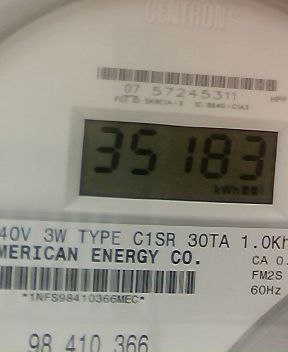 CENTRON
07 57245311
35183
kWh
40V 3W TYPE C1SR 30TA 1.0Kh
MERICAN ENERGY CO.
CA 0.
FM2S
60Hz
*1NFS98410366MEC*
98 410 366